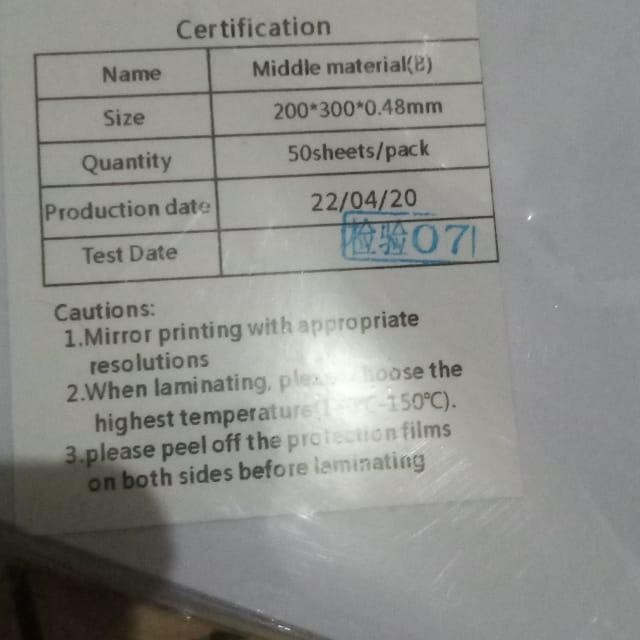 Certification
Name Middle material(B)
Size 200*300*0.48mm
Quantity 50sheets/pack
Production date 22/04/20
Test Date 检验07
Cautions:
1.Mirror printing with appropriate
resolutions
2.When laminating, choose the
highest temperature -150℃).
3.please peel off the protection films
on both sides before laminating